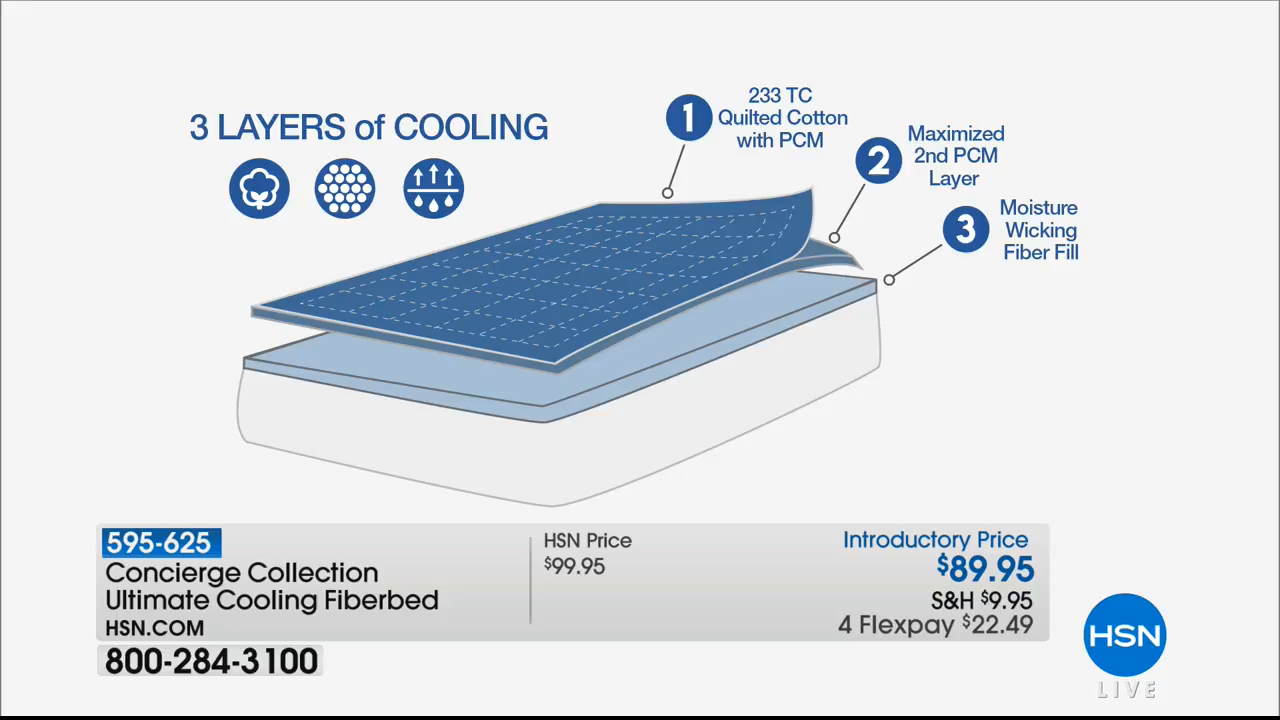 3 LAYERS of COOLING
1
233 TC
Quilted Cotton
with PCM
2
Maximized
2nd PCM
Layer
3
Moisture
Wicking
Fiber Fill
595-625
Concierge Collection
Ultimate Cooling Fiberbed
HSN.COM
800-284-3100
HSN Price
$99.95
Introductory Price
$89.95
S&H $9.95
4 Flexpay $22.49
HSN
LIVE